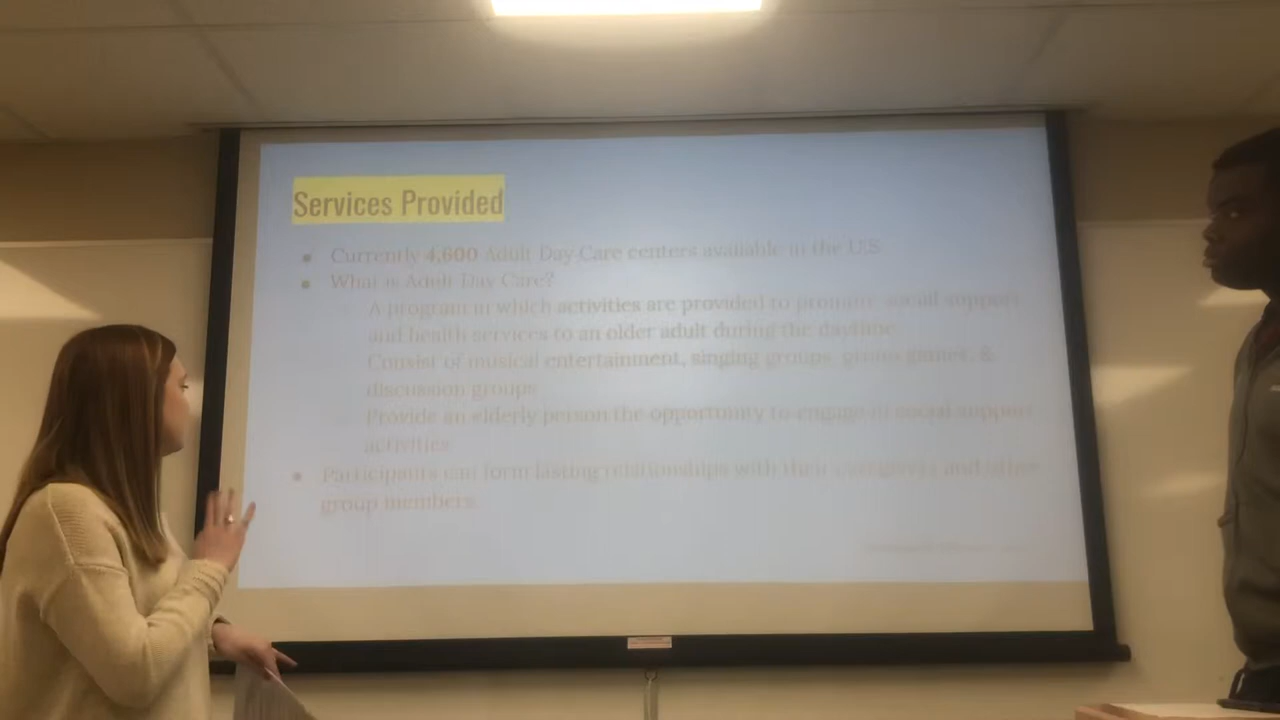 Services Provided
Currently 4,600 Adult Day Care centers available in the U.S
What is Adult Day Care?
A program in which activities are provided to promote social support
and health services to an older adult during the daytime
Consist of musical entertainment, singing groups, group games, &
discussion groups
Provide an elderly person the opportunity to engage in social support
activities
Participants can form lasting relationships with their caregivers and other
group members